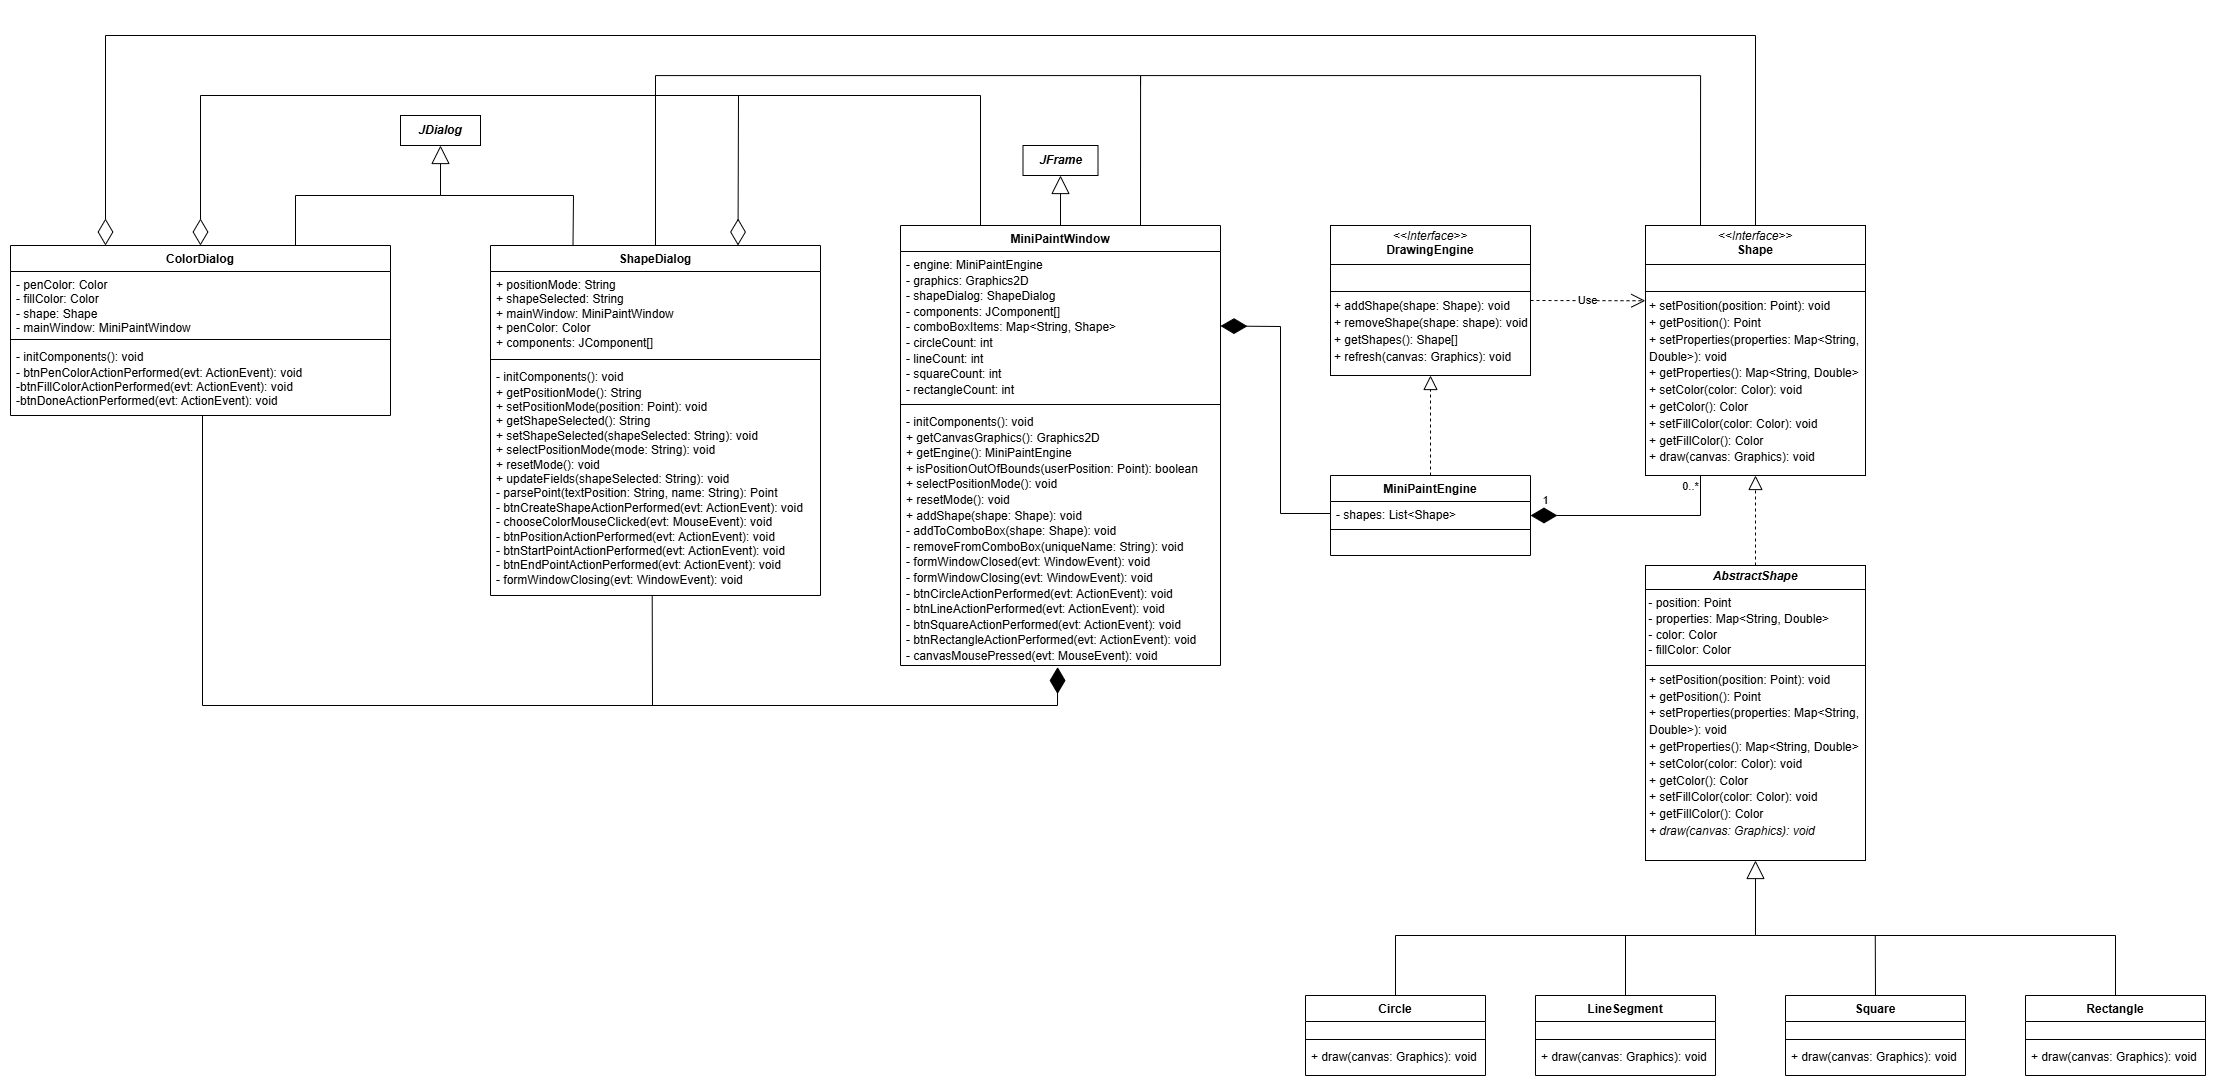 JDialog
JFrame
ColorDialog
- penColor: Color
- fillColor: Color
- shape: Shape
- mainWindow: MiniPaintWindow
- initComponents(): void
- btnPenColorActionPerformed(evt: ActionEvent): void
-btnFillColorActionPerformed(evt: ActionEvent): void
-btnDoneActionPerformed(evt: ActionEvent): void
ShapeDialog
+ positionMode: String
+ shapeSelected: String
+ mainWindow: MiniPaintWindow
+ penColor: Color
+ components: JComponent[]
- initComponents(): void
+ getPositionMode(): String
+ setPositionMode(position: Point): void
+ getShapeSelected(): String
+ setShapeSelected(shapeSelected: String): void
+ selectPositionMode(mode: String): void
+ resetMode(): void
+ updateFields(shapeSelected: String): void
- parsePoint(textPosition: String, name: String): Point
- btnCreateShapeActionPerformed(evt: ActionEvent): void
- chooseColorMouseClicked(evt: MouseEvent): void
- btnPositionActionPerformed(evt: ActionEvent): void
- btnStartPointActionPerformed(evt: ActionEvent): void
- btnEndPointActionPerformed(evt: ActionEvent): void
- formWindowClosing(evt: WindowEvent): void
MiniPaintWindow
- engine: MiniPaintEngine
- graphics: Graphics2D
- shapeDialog: ShapeDialog
- components: JComponent[]
- comboBoxItems: Map<String, Shape>
- circleCount: int
- lineCount: int
- squareCount: int
- rectangleCount: int
- initComponents(): void
+ getCanvasGraphics(): Graphics2D
+ getEngine(): MiniPaintEngine
+ isPositionOutOfBounds(userPosition: Point): boolean
+ selectPositionMode(): void
+ resetMode(): void
+ addShape(shape: Shape): void
- addToComboBox(shape: Shape): void
- removeFromComboBox(uniqueName: String): void
- formWindowClosed(evt: WindowEvent): void
- formWindowClosing(evt: WindowEvent): void
- btnCircleActionPerformed(evt: ActionEvent): void
- btnLineActionPerformed(evt: ActionEvent): void
- btnSquareActionPerformed(evt: ActionEvent): void
- btnRectangleActionPerformed(evt: ActionEvent): void
- canvasMousePressed(evt: MouseEvent): void
<<Interface>>
DrawingEngine
+ addShape(shape: Shape): void
+ removeShape(shape: shape): void
+ getShapes(): Shape[]
+ refresh(canvas: Graphics): void
Use
<<Interface>>
Shape
+ setPosition(position: Point): void
+ getPosition(): Point
+ setProperties(properties: Map<String,
Double>): void
+ getProperties(): Map<String, Double>
+ setColor(color: Color): void
+ getColor(): Color
+ setFillColor(color: Color): void
+ getFillColor(): Color
+ draw(canvas: Graphics): void
MiniPaintEngine
- shapes: List<Shape>
1
0..*
AbstractShape
- position: Point
- properties: Map<String, Double>
- color: Color
- fillColor: Color
+ setPosition(position: Point): void
+ getPosition(): Point
+ setProperties(properties: Map<String,
Double>): void
+ getProperties(): Map<String, Double>
+ setColor(color: Color): void
+ getColor(): Color
+ setFillColor(color: Color): void
+ getFillColor(): Color
+ draw(canvas: Graphics): void
Circle
+ draw(canvas: Graphics): void
LineSegment
+ draw(canvas: Graphics): void
Square
+ draw(canvas: Graphics): void
Rectangle
+ draw(canvas: Graphics): void